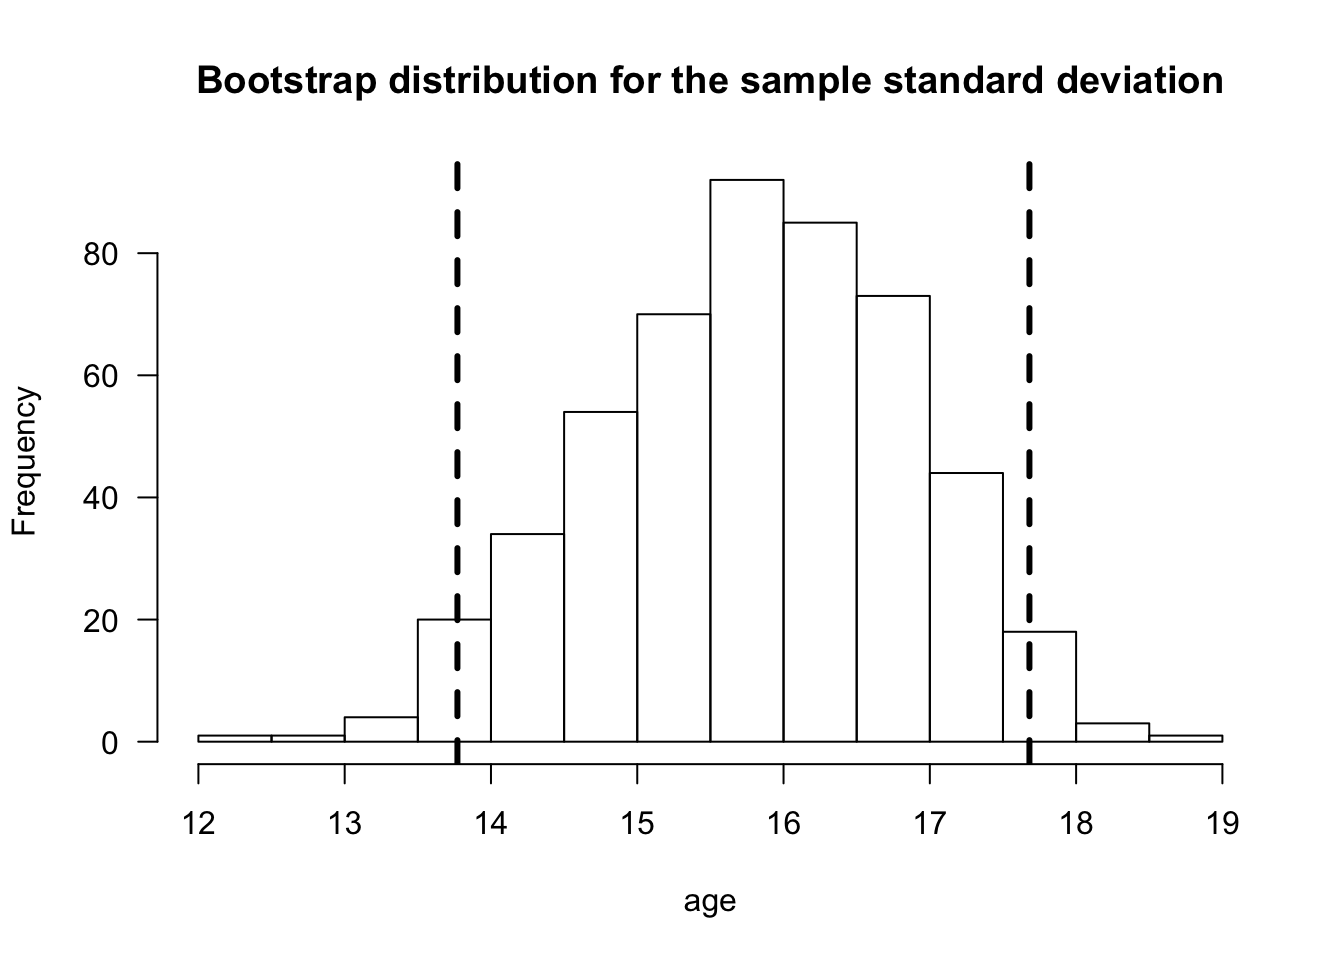 Bootstrap distribution for the sample standard deviation
80
60
40
20
0
Frequency
12 13 14 15 16 17 18 19
age